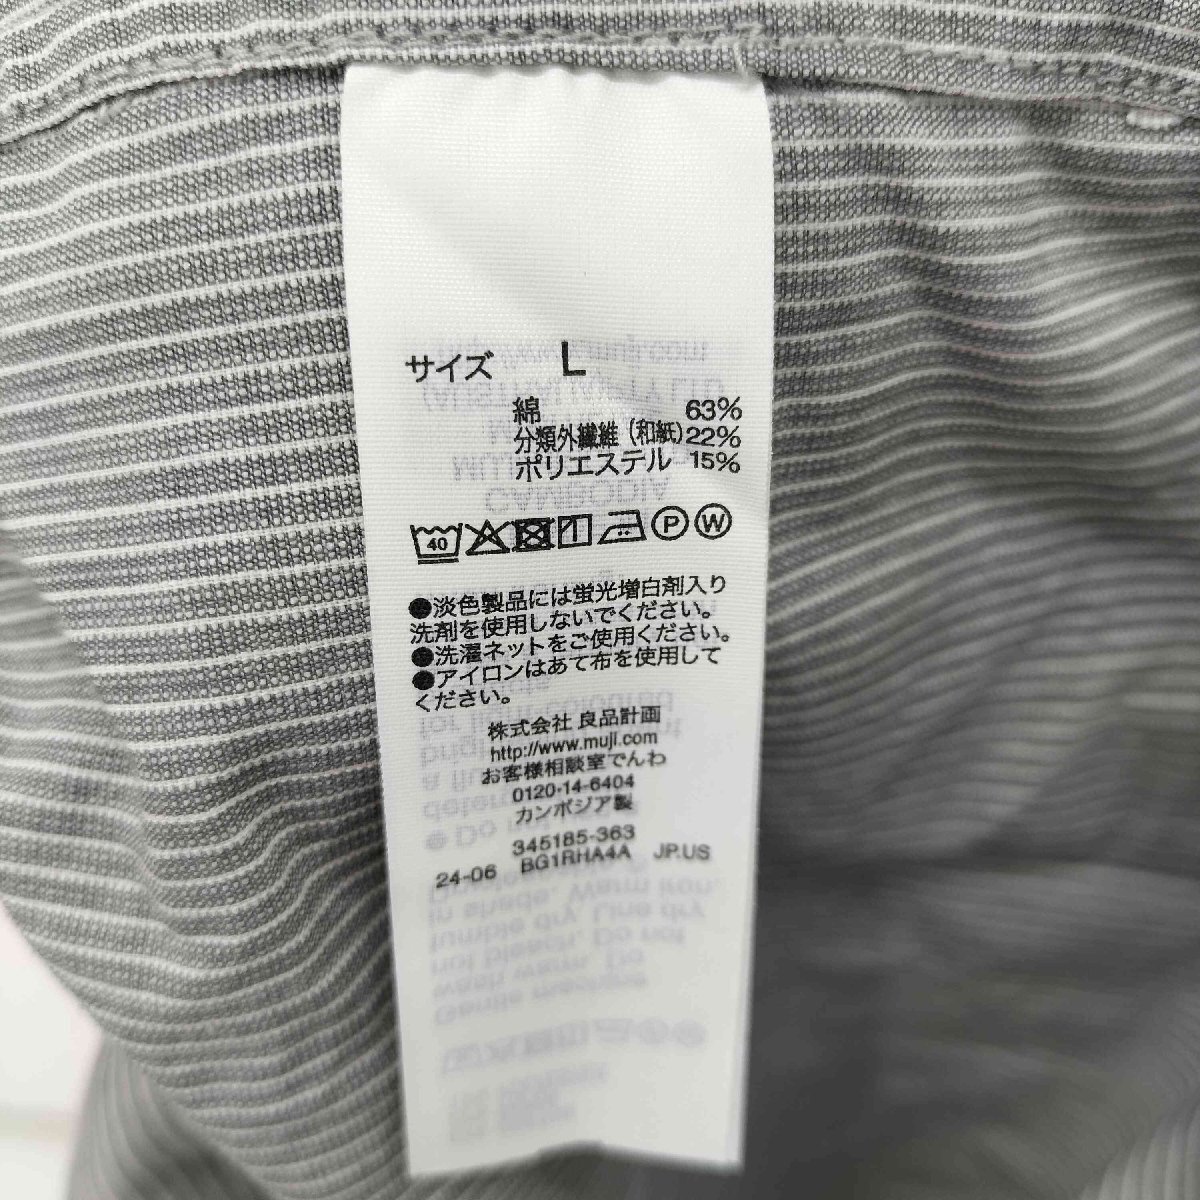 サイズ L
綿 63%
分類外繊維(和紙)22%
ポリエステル 15%
40 P W
●淡色製品には蛍光増白剤入り
洗剤を使用しないでください。
●洗濯ネットをご使用ください。
●アイロンはあて布を使用して
ください。
株式会社 良品計画
http://www.muji.com
お客様相談室でんわ
0120-14-6404
カンボジア製
345185-363
24-06 BG1RHA4A JP.US